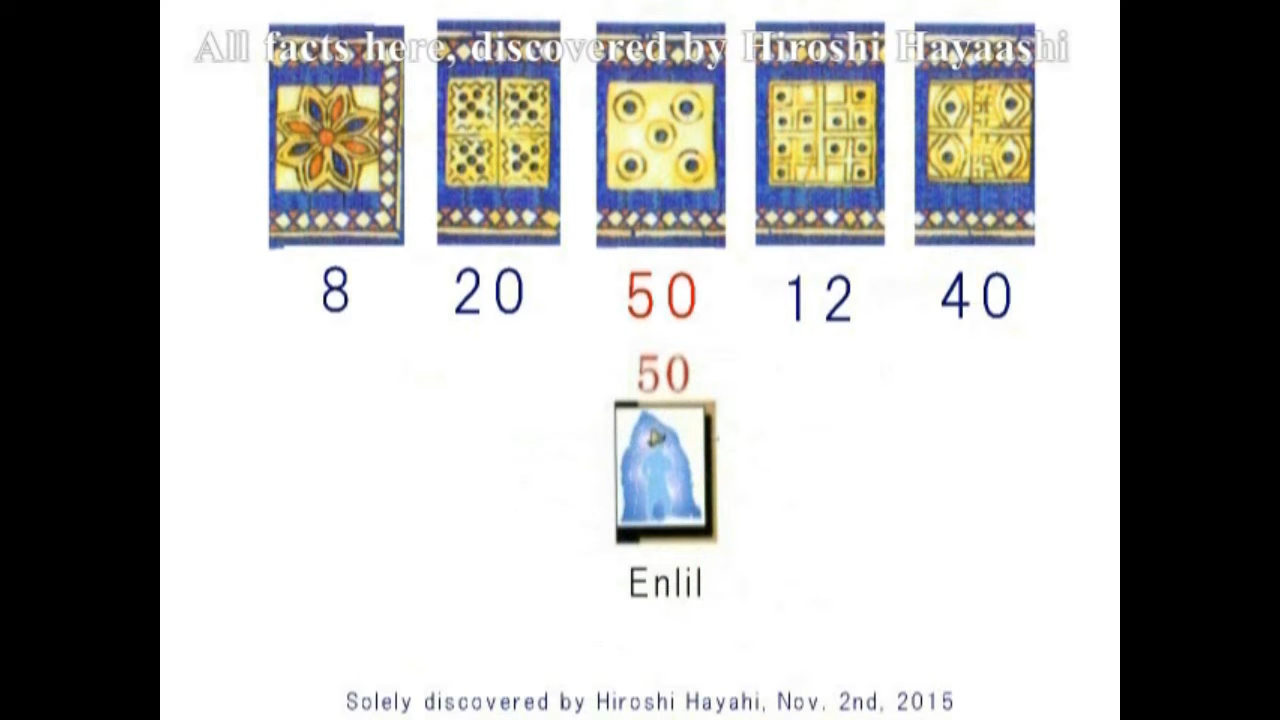 All facts here, discovered by Hiroshi Hayaashi
8 20 50 12 40
50
Enlil
Solely discovered by Hiroshi Hayahi, Nov. 2nd, 2015